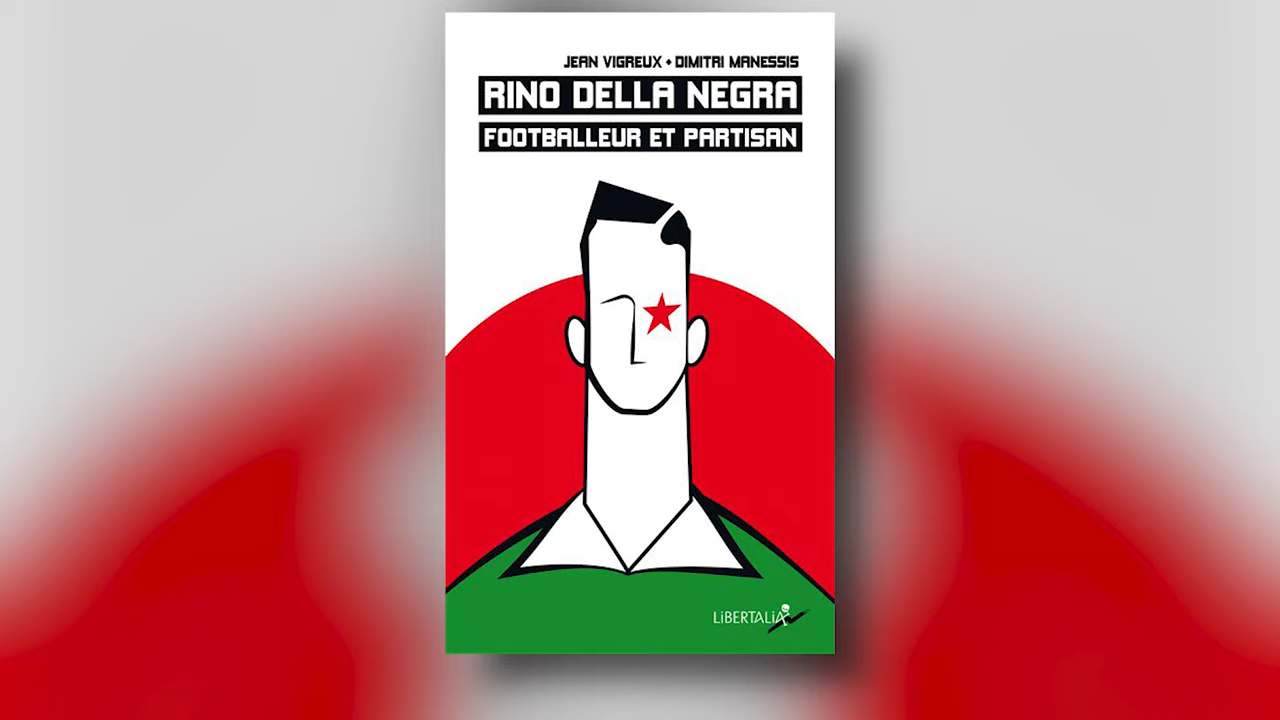 JEAN VIGREUX • DIMITRI MANESSIS
RINO DELLA NEGRA
FOOTBALLEUR ET PARTISAN
LiBERTALiA